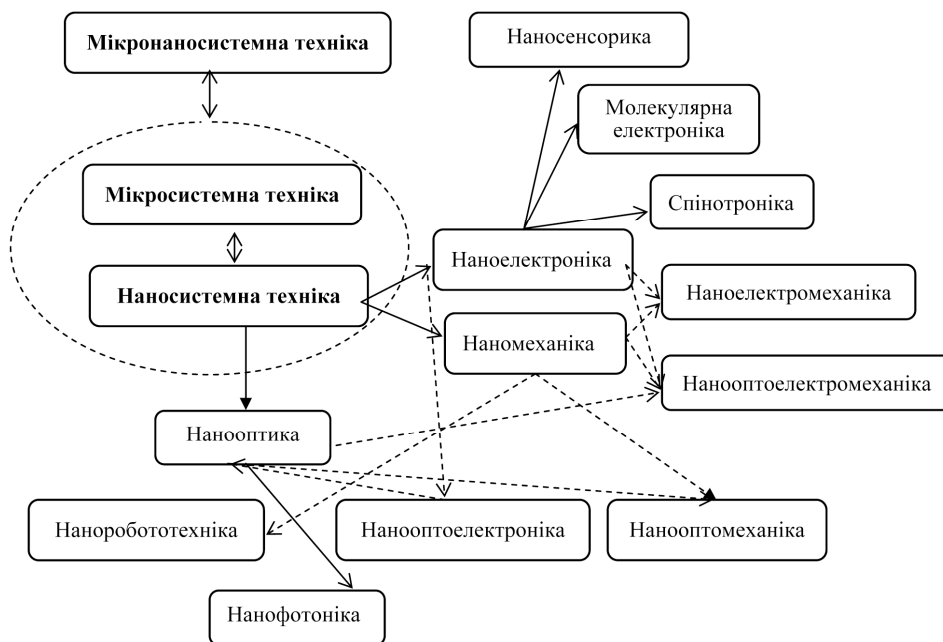 Мікронаносистемна техніка
Наносенсорика
Молекулярна
електроніка
Мікросистемна техніка
Спінотроніка
Наноелектроніка
Наносистемна техніка
Наноелектромеханіка
Наномеханіка
Нанооптоелектромеханіка
Нанооптика
Наноробототехніка
Нанооптоелектроніка
Нанооптомеханіка
Нанофотоніка